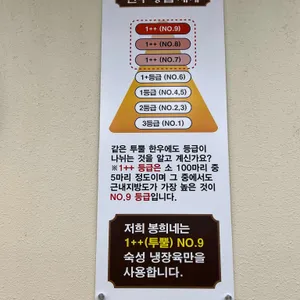 1++ (NO.9)
1++ (NO.8)
1++ (NO.7)
1+등급 (NO.6)
1등급 (NO.4,5)
2등급 (NO.2,3)
3등급 (NO.1)
같은 투뿔 한우에도 등급이
나뉘는 것을 알고 계신가요?
※1++ 등급은 소 100마리 중
5마리 정도이며 그 중에서도
근내지방도가 가장 높은 것이
NO.9 등급입니다.
저희 봉희네는
1++(투뿔) NO.9
숙성 냉장육만을
사용합니다.